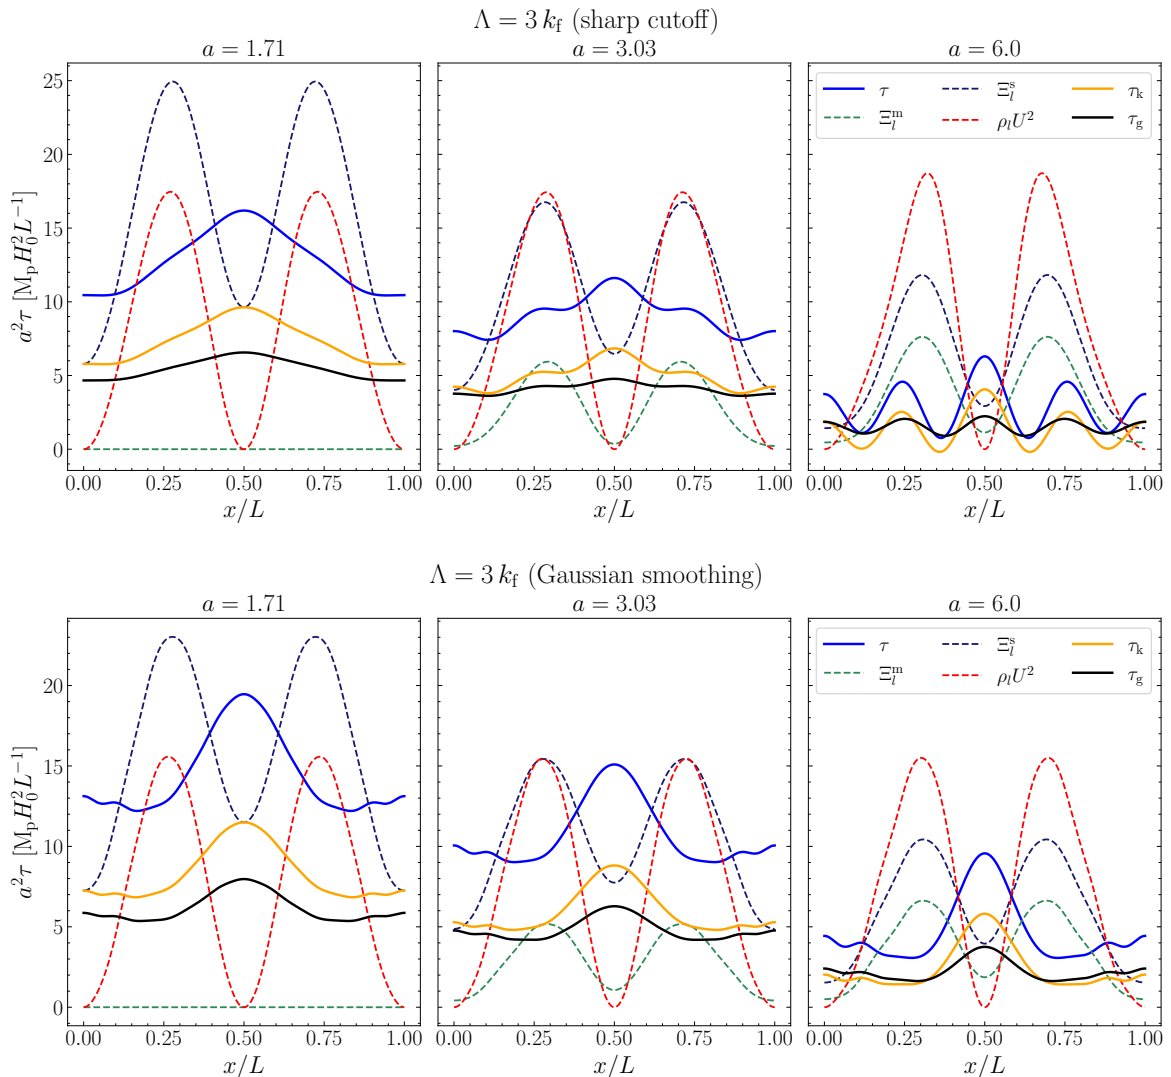 Λ = 3 k_f (sharp cutoff)
a = 1.71
a = 3.03
a = 6.0
a²τ [M_p H_0² L⁻¹]
25
20
15
10
5
0
τ Ξ_l^s τ_k
Ξ_l^m ρ_l U² τ_g
0.00 0.25 0.50 0.75 1.00
0.00 0.25 0.50 0.75 1.00
0.00 0.25 0.50 0.75 1.00
x/L
x/L
x/L
Λ = 3 k_f (Gaussian smoothing)
a = 1.71
a = 3.03
a = 6.0
a²τ [M_p H_0² L⁻¹]
20
15
10
5
0
τ Ξ_l^s τ_k
Ξ_l^m ρ_l U² τ_g
0.00 0.25 0.50 0.75 1.00
0.00 0.25 0.50 0.75 1.00
0.00 0.25 0.50 0.75 1.00
x/L
x/L
x/L